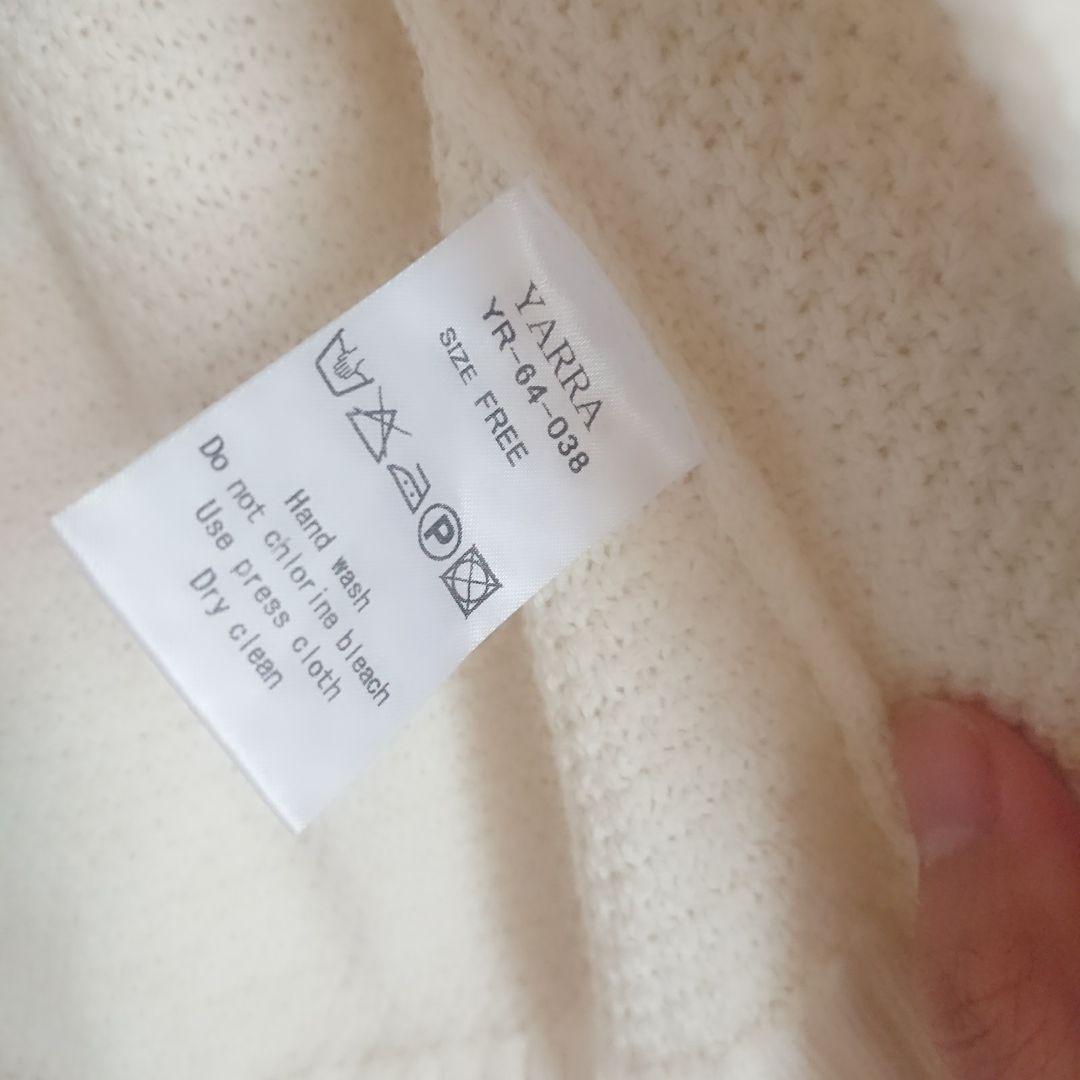 YARRA
YR-64-038
SIZE FREE
P
Hand wash
Do not chlorine bleach
Use press cloth
Dry clean